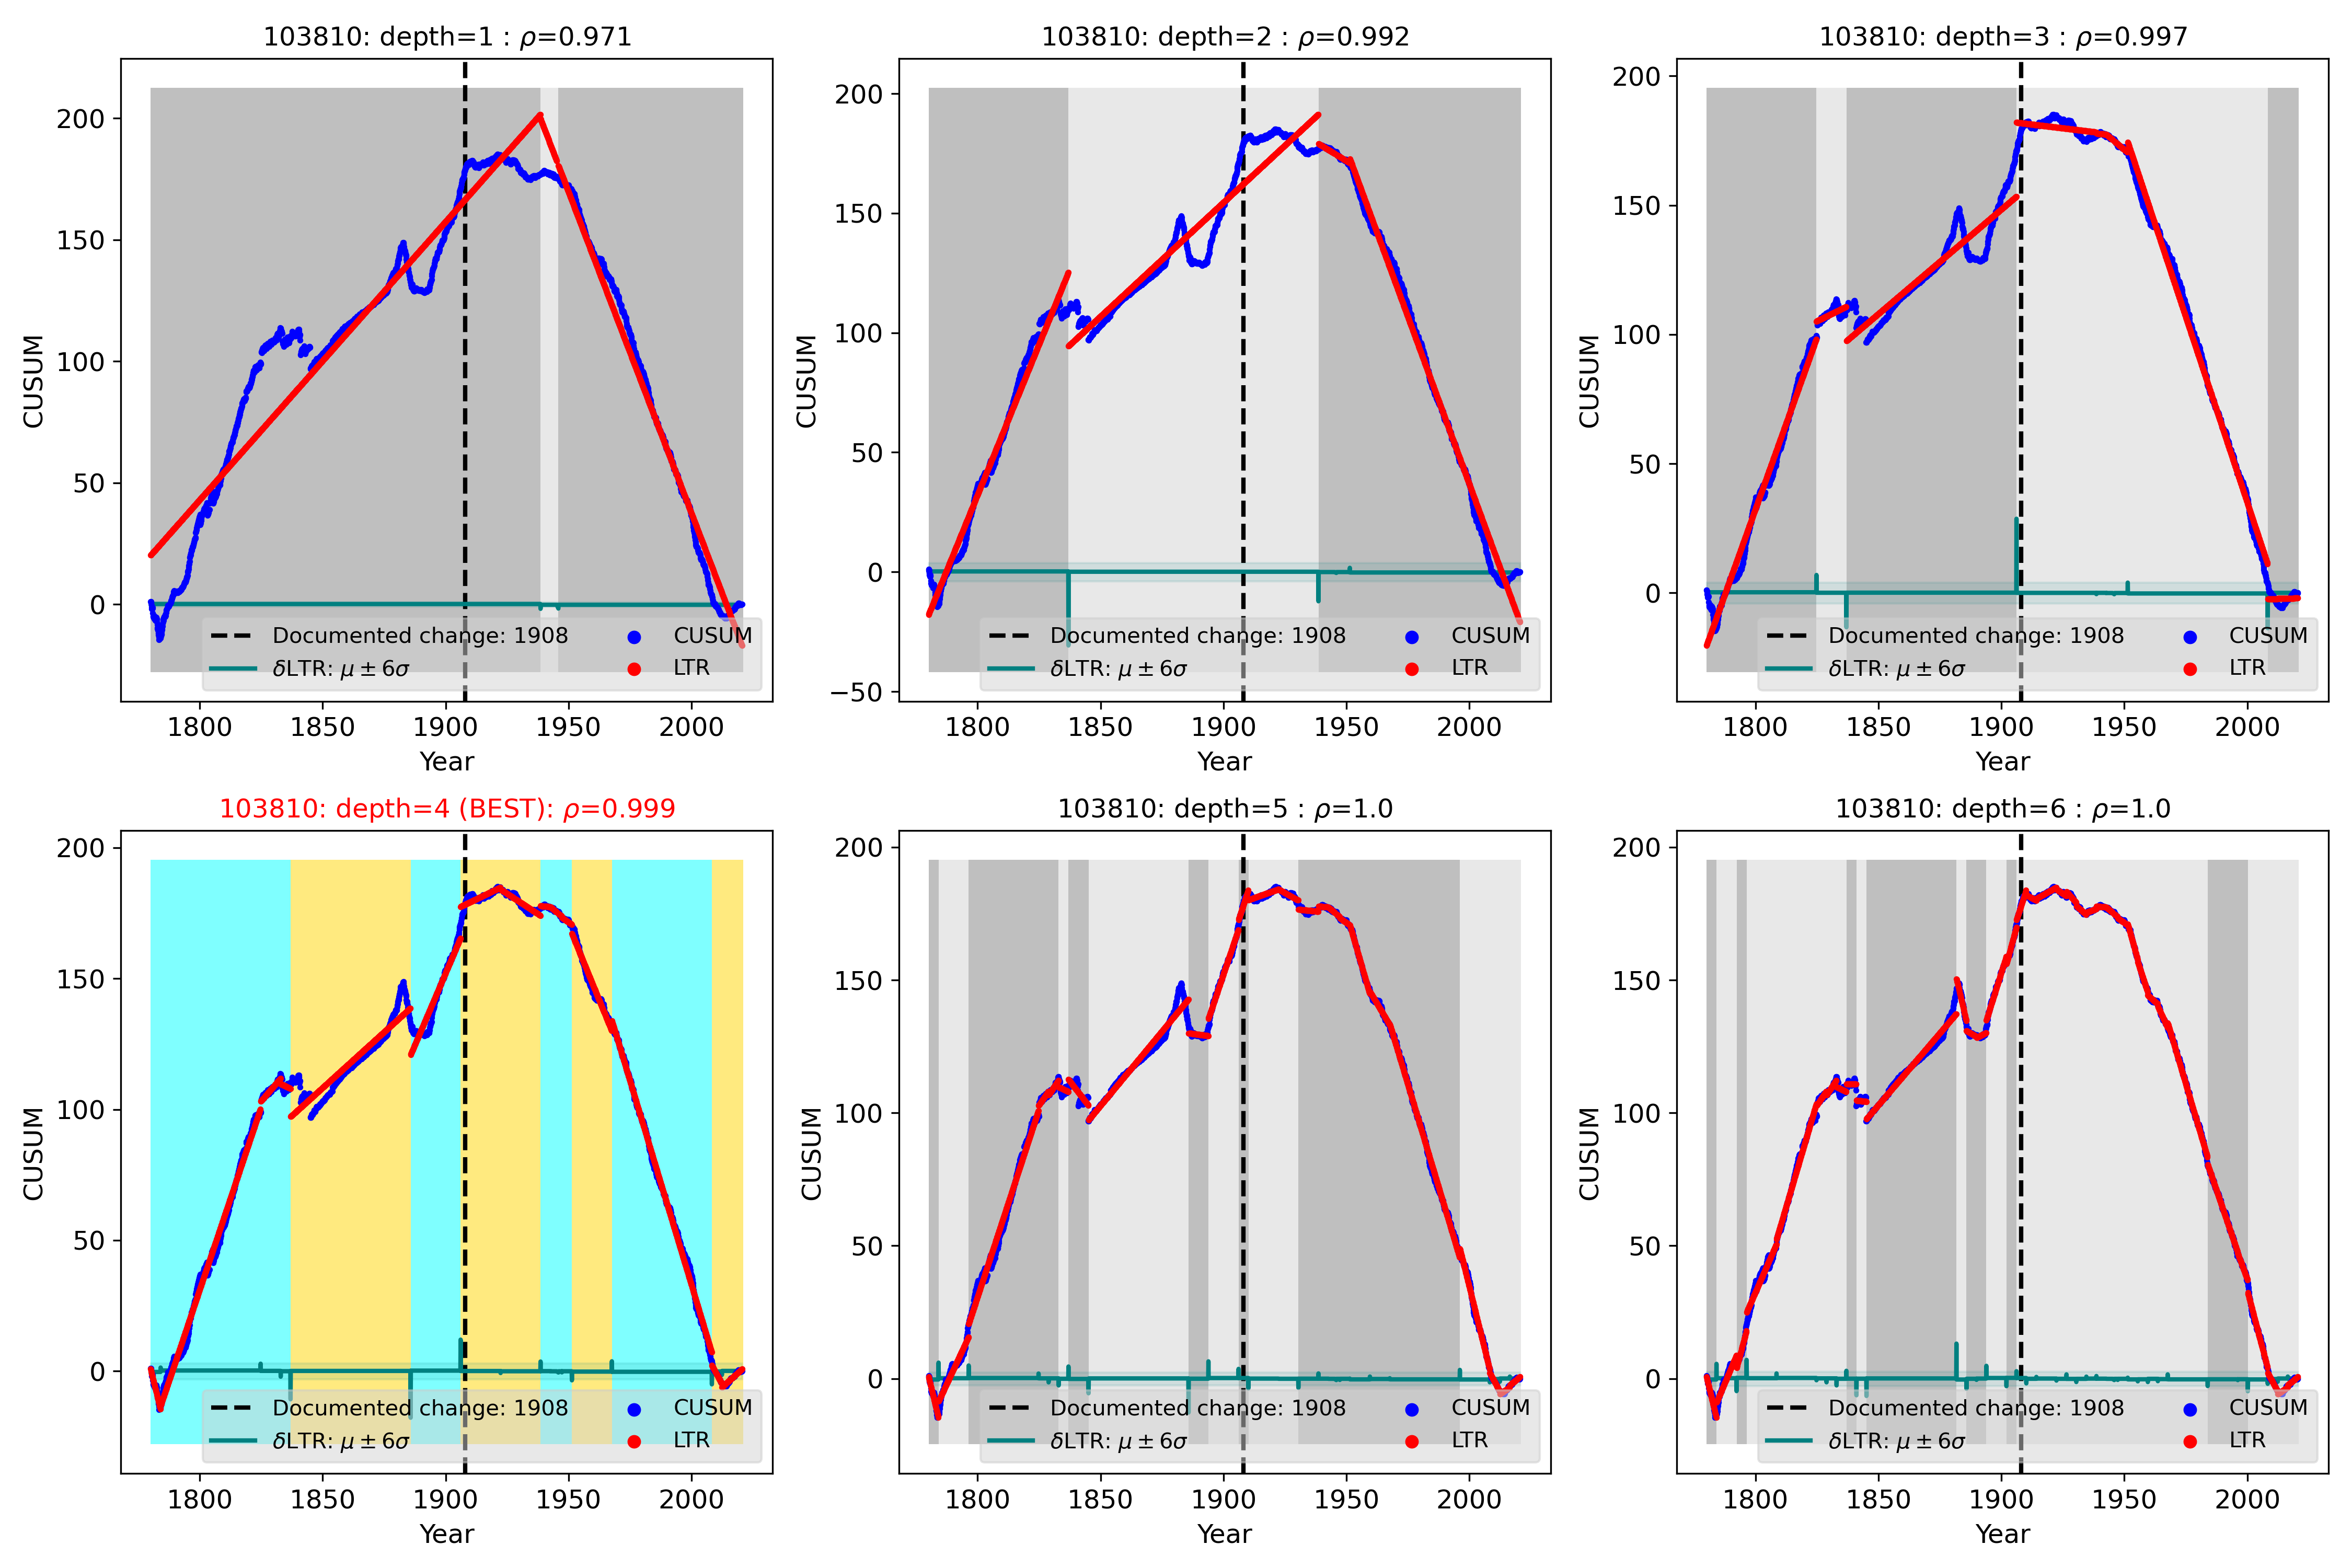 103810: depth=1 : ρ=0.971
CUSUM
200
150
100
50
0
Documented change: 1908
δLTR: μ ± 6σ
CUSUM
LTR
1800 1850 1900 1950 2000
Year
103810: depth=2 : ρ=0.992
CUSUM
200
150
100
50
0
−50
Documented change: 1908
δLTR: μ ± 6σ
CUSUM
LTR
1800 1850 1900 1950 2000
Year
103810: depth=3 : ρ=0.997
CUSUM
200
150
100
50
0
Documented change: 1908
δLTR: μ ± 6σ
CUSUM
LTR
1800 1850 1900 1950 2000
Year
103810: depth=4 (BEST): ρ=0.999
CUSUM
200
150
100
50
0
Documented change: 1908
δLTR: μ ± 6σ
CUSUM
LTR
1800 1850 1900 1950 2000
Year
103810: depth=5 : ρ=1.0
CUSUM
200
150
100
50
0
Documented change: 1908
δLTR: μ ± 6σ
CUSUM
LTR
1800 1850 1900 1950 2000
Year
103810: depth=6 : ρ=1.0
CUSUM
200
150
100
50
0
Documented change: 1908
δLTR: μ ± 6σ
CUSUM
LTR
1800 1850 1900 1950 2000
Year